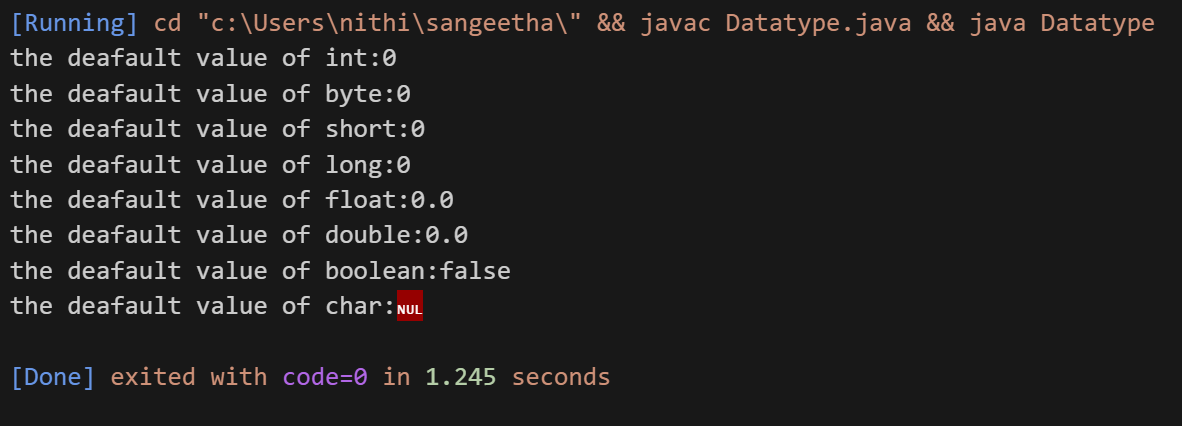 [Running] cd "c:\Users\nithi\sangeetha\" && javac Datatype.java && java Datatype
the deafault value of int:0
the deafault value of byte:0
the deafault value of short:0
the deafault value of long:0
the deafault value of float:0.0
the deafault value of double:0.0
the deafault value of boolean:false
the deafault value of char:NUL
[Done] exited with code=0 in 1.245 seconds